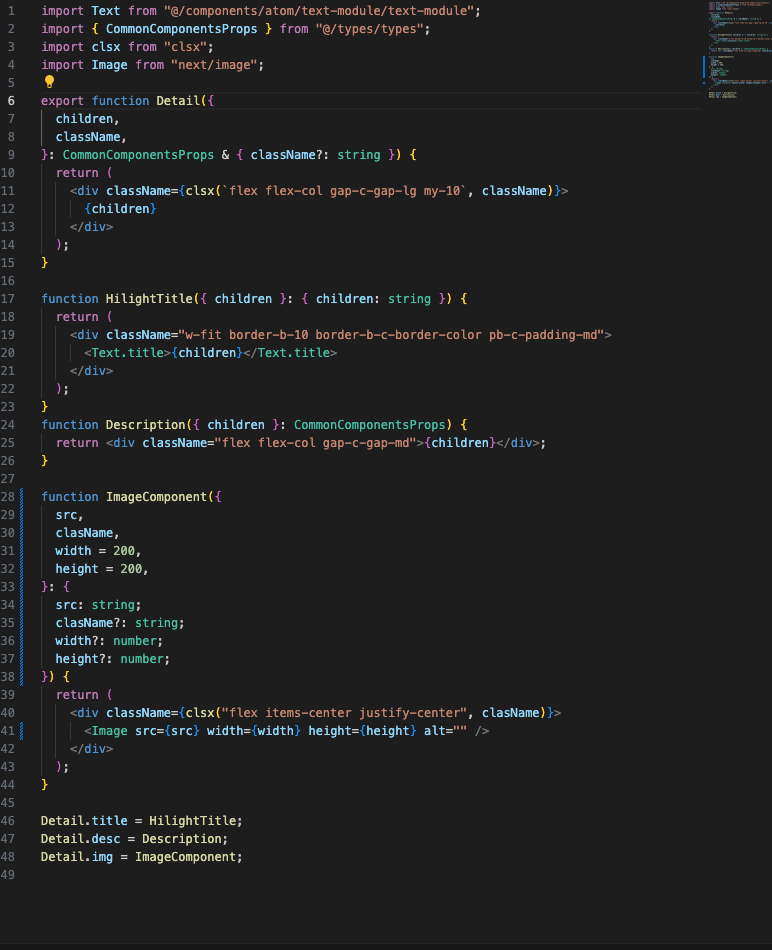 1 import Text from "@/components/atom/text-module/text-module";
2 import { CommonComponentsProps } from "@/types/types";
3 import clsx from "clsx";
4 import Image from "next/image";
5
6 export function Detail({
7   children,
8   className,
9 }: CommonComponentsProps & { className?: string }) {
10   return (
11     <div className={clsx(`flex flex-col gap-c-gap-lg my-10`, className)}>
12       {children}
13     </div>
14   );
15 }
16
17 function HilightTitle({ children }: { children: string }) {
18   return (
19     <div className="w-fit border-b-10 border-b-c-border-color pb-c-padding-md">
20       <Text.title>{children}</Text.title>
21     </div>
22   );
23 }
24 function Description({ children }: CommonComponentsProps) {
25   return <div className="flex flex-col gap-c-gap-md">{children}</div>;
26 }
27
28 function ImageComponent({
29   src,
30   clasName,
31   width = 200,
32   height = 200,
33 }: {
34   src: string;
35   clasName?: string;
36   width?: number;
37   height?: number;
38 }) {
39   return (
40     <div className={clsx("flex items-center justify-center", clasName)}>
41       <Image src={src} width={width} height={height} alt="" />
42     </div>
43   );
44 }
45
46 Detail.title = HilightTitle;
47 Detail.desc = Description;
48 Detail.img = ImageComponent;
49